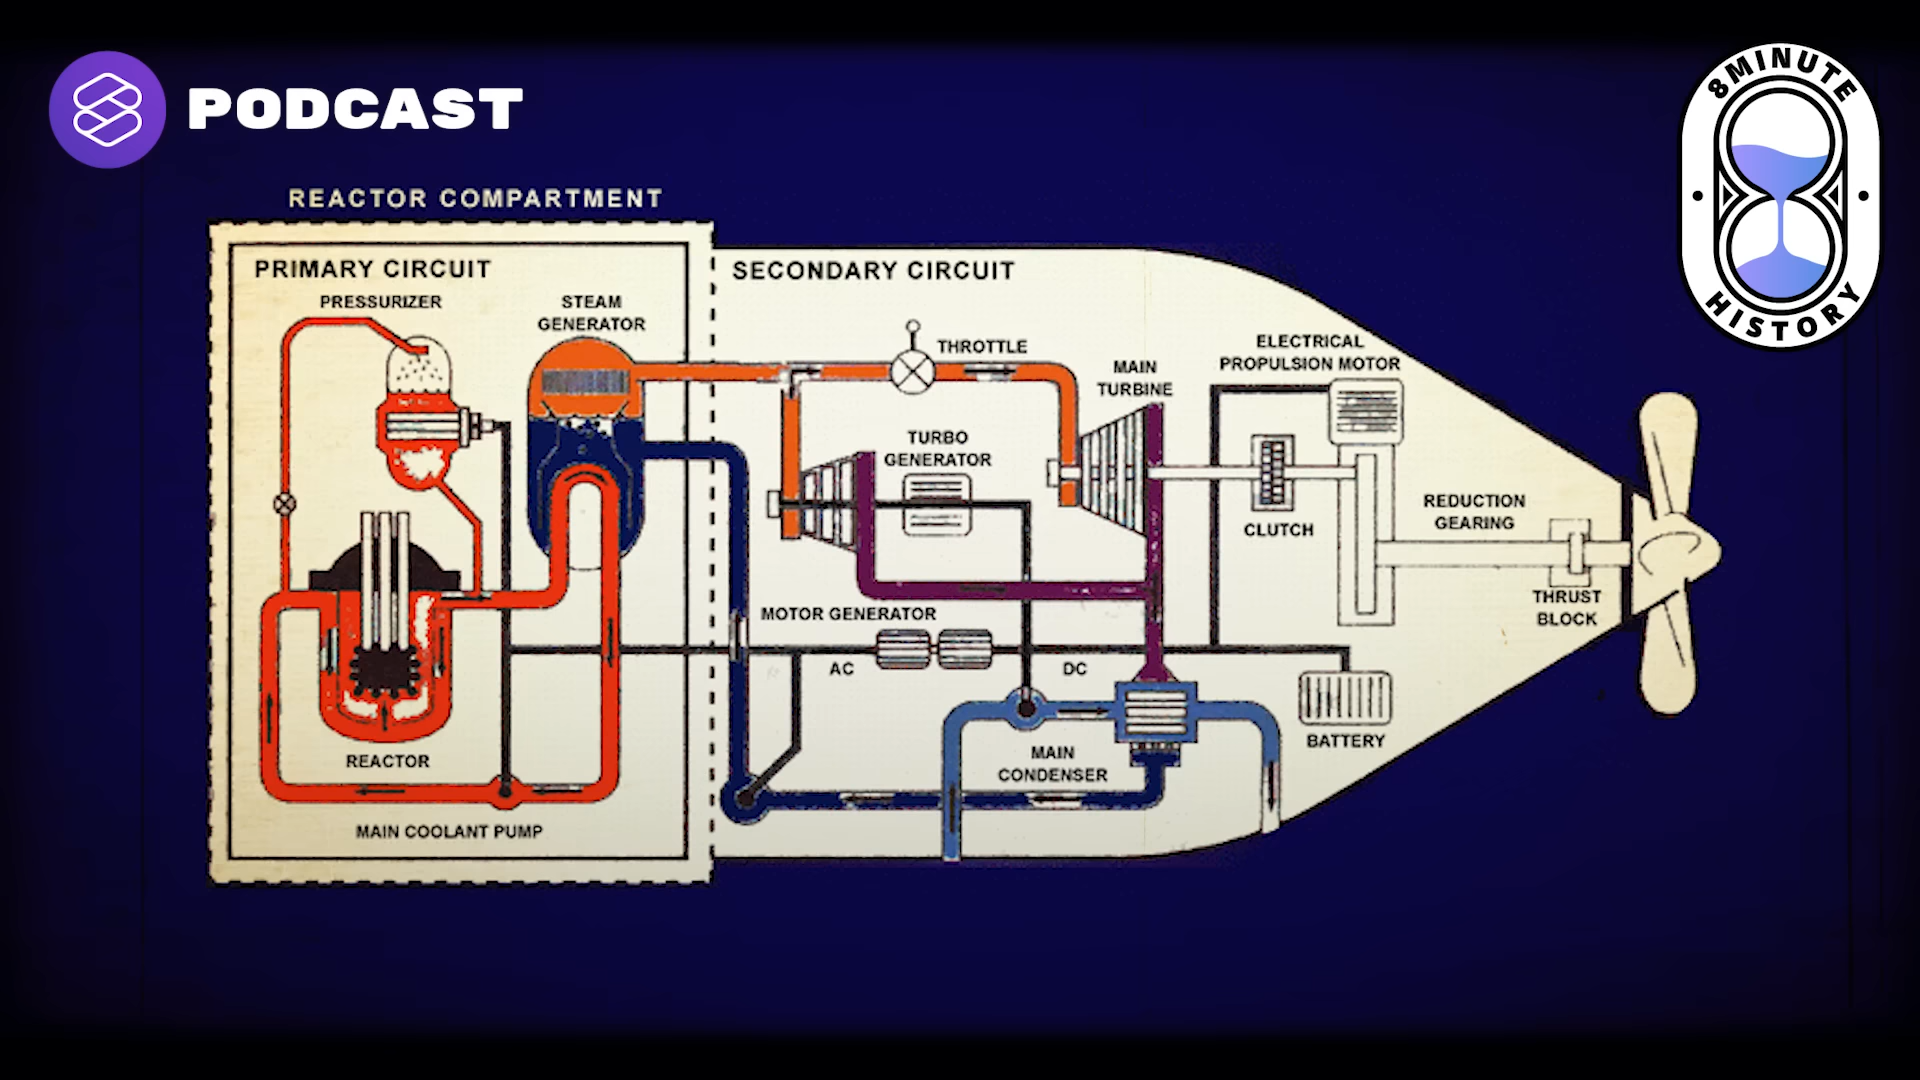 PODCAST
8MINUTE
HISTORY
REACTOR COMPARTMENT
PRIMARY CIRCUIT
PRESSURIZER
STEAM
GENERATOR
REACTOR
MAIN COOLANT PUMP
SECONDARY CIRCUIT
THROTTLE
MAIN
TURBINE
ELECTRICAL
PROPULSION MOTOR
TURBO
GENERATOR
CLUTCH
REDUCTION
GEARING
THRUST
BLOCK
MOTOR GENERATOR
AC
DC
MAIN
CONDENSER
BATTERY